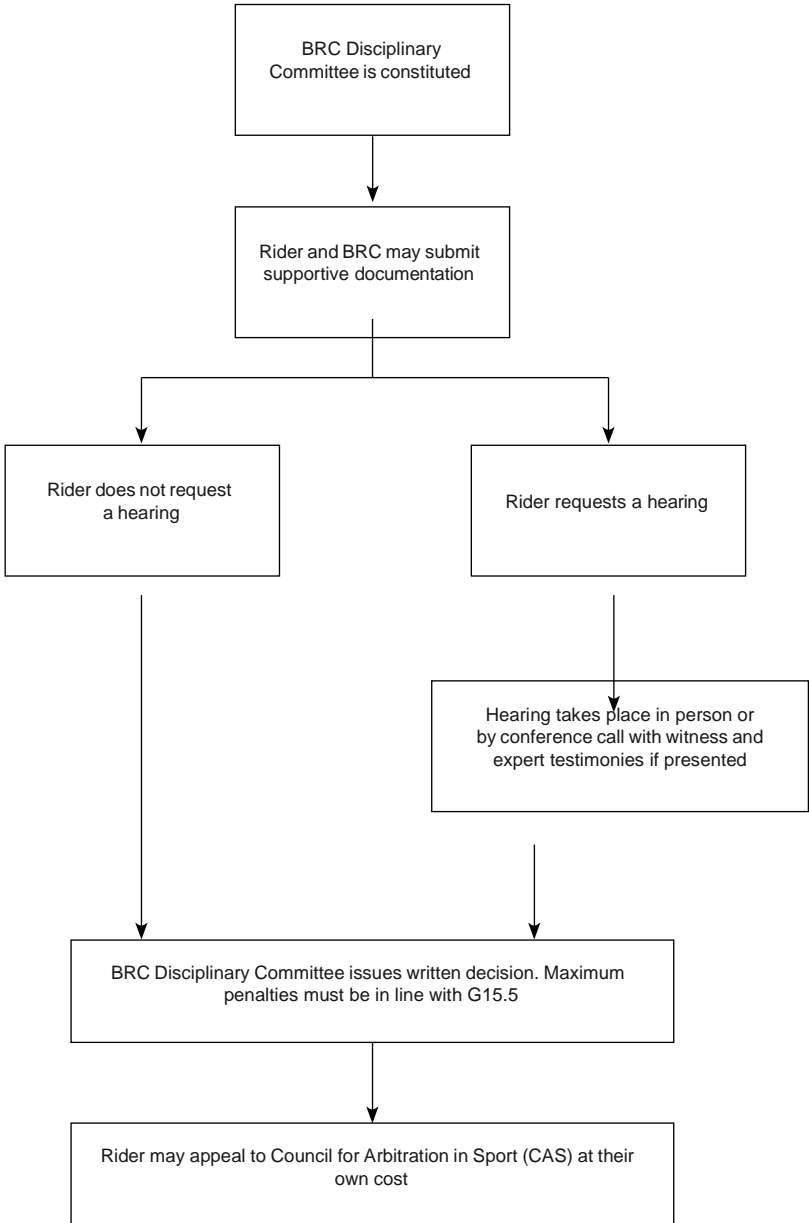 BRC Disciplinary
Committee is constituted
Rider and BRC may submit
supportive documentation
Rider does not request
a hearing
Rider requests a hearing
Hearing takes place in person or
by conference call with witness and
expert testimonies if presented
BRC Disciplinary Committee issues written decision. Maximum
penalties must be in line with G15.5
Rider may appeal to Council for Arbitration in Sport (CAS) at their
own cost